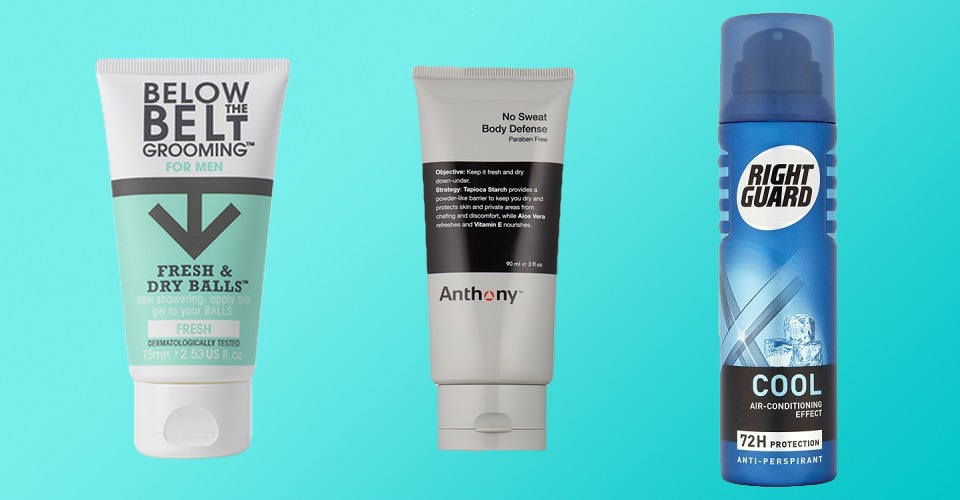 BELOW
THE
BELT
GROOMING™
FOR MEN
FRESH &
DRY BALLS™
After showering, apply this
gel to your BALLS.
FRESH
DERMATOLOGICALLY TESTED
75ml e 2.53 US fl. oz.
No Sweat
Body Defense
Paraben Free
Objective: Keep it fresh and dry
down-under.
Strategy: Tapioca Starch provides a
powder-like barrier to keep you dry and
protects skin and private areas from
chafing and discomfort, while Aloe Vera
refreshes and Vitamin E nourishes.
90 ml e 3 fl oz
Anthony™
RIGHT
GUARD
COOL
AIR-CONDITIONING
EFFECT
72H PROTECTION
ANTI-PERSPIRANT